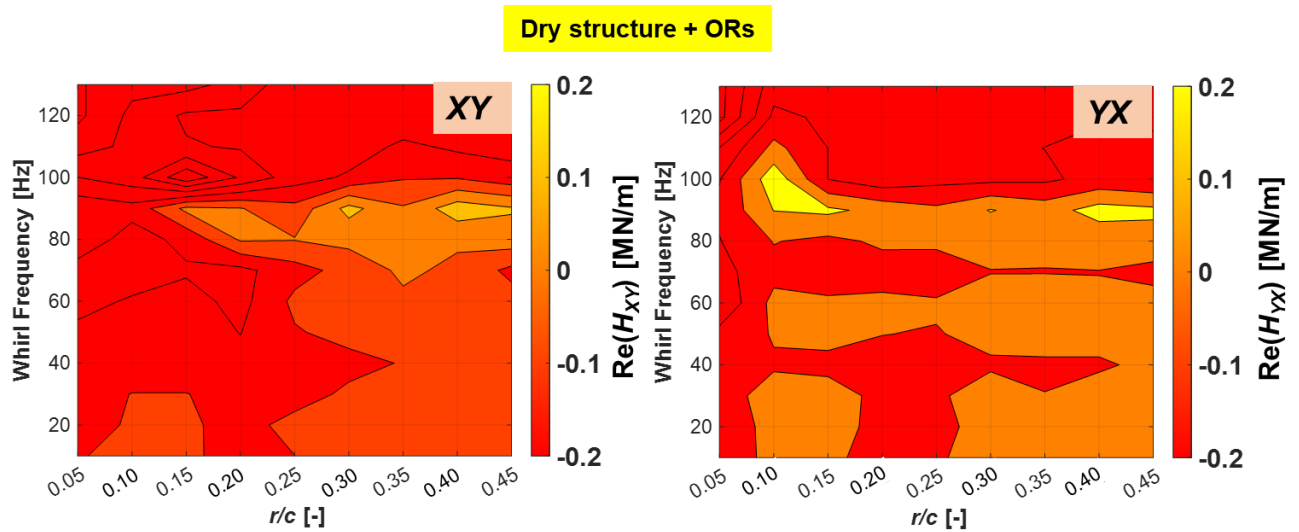 Dry structure + ORs
XY
Whirl Frequency [Hz]
120
100
80
60
40
20
0.05 0.10 0.15 0.20 0.25 0.30 0.35 0.40 0.45
r/c [-]
0.2
0.1
0
-0.1
-0.2
Re(H_XY) [MN/m]
YX
Whirl Frequency [Hz]
120
100
80
60
40
20
0.05 0.10 0.15 0.20 0.25 0.30 0.35 0.40 0.45
r/c [-]
0.2
0.1
0
-0.1
-0.2
Re(H_YX) [MN/m]